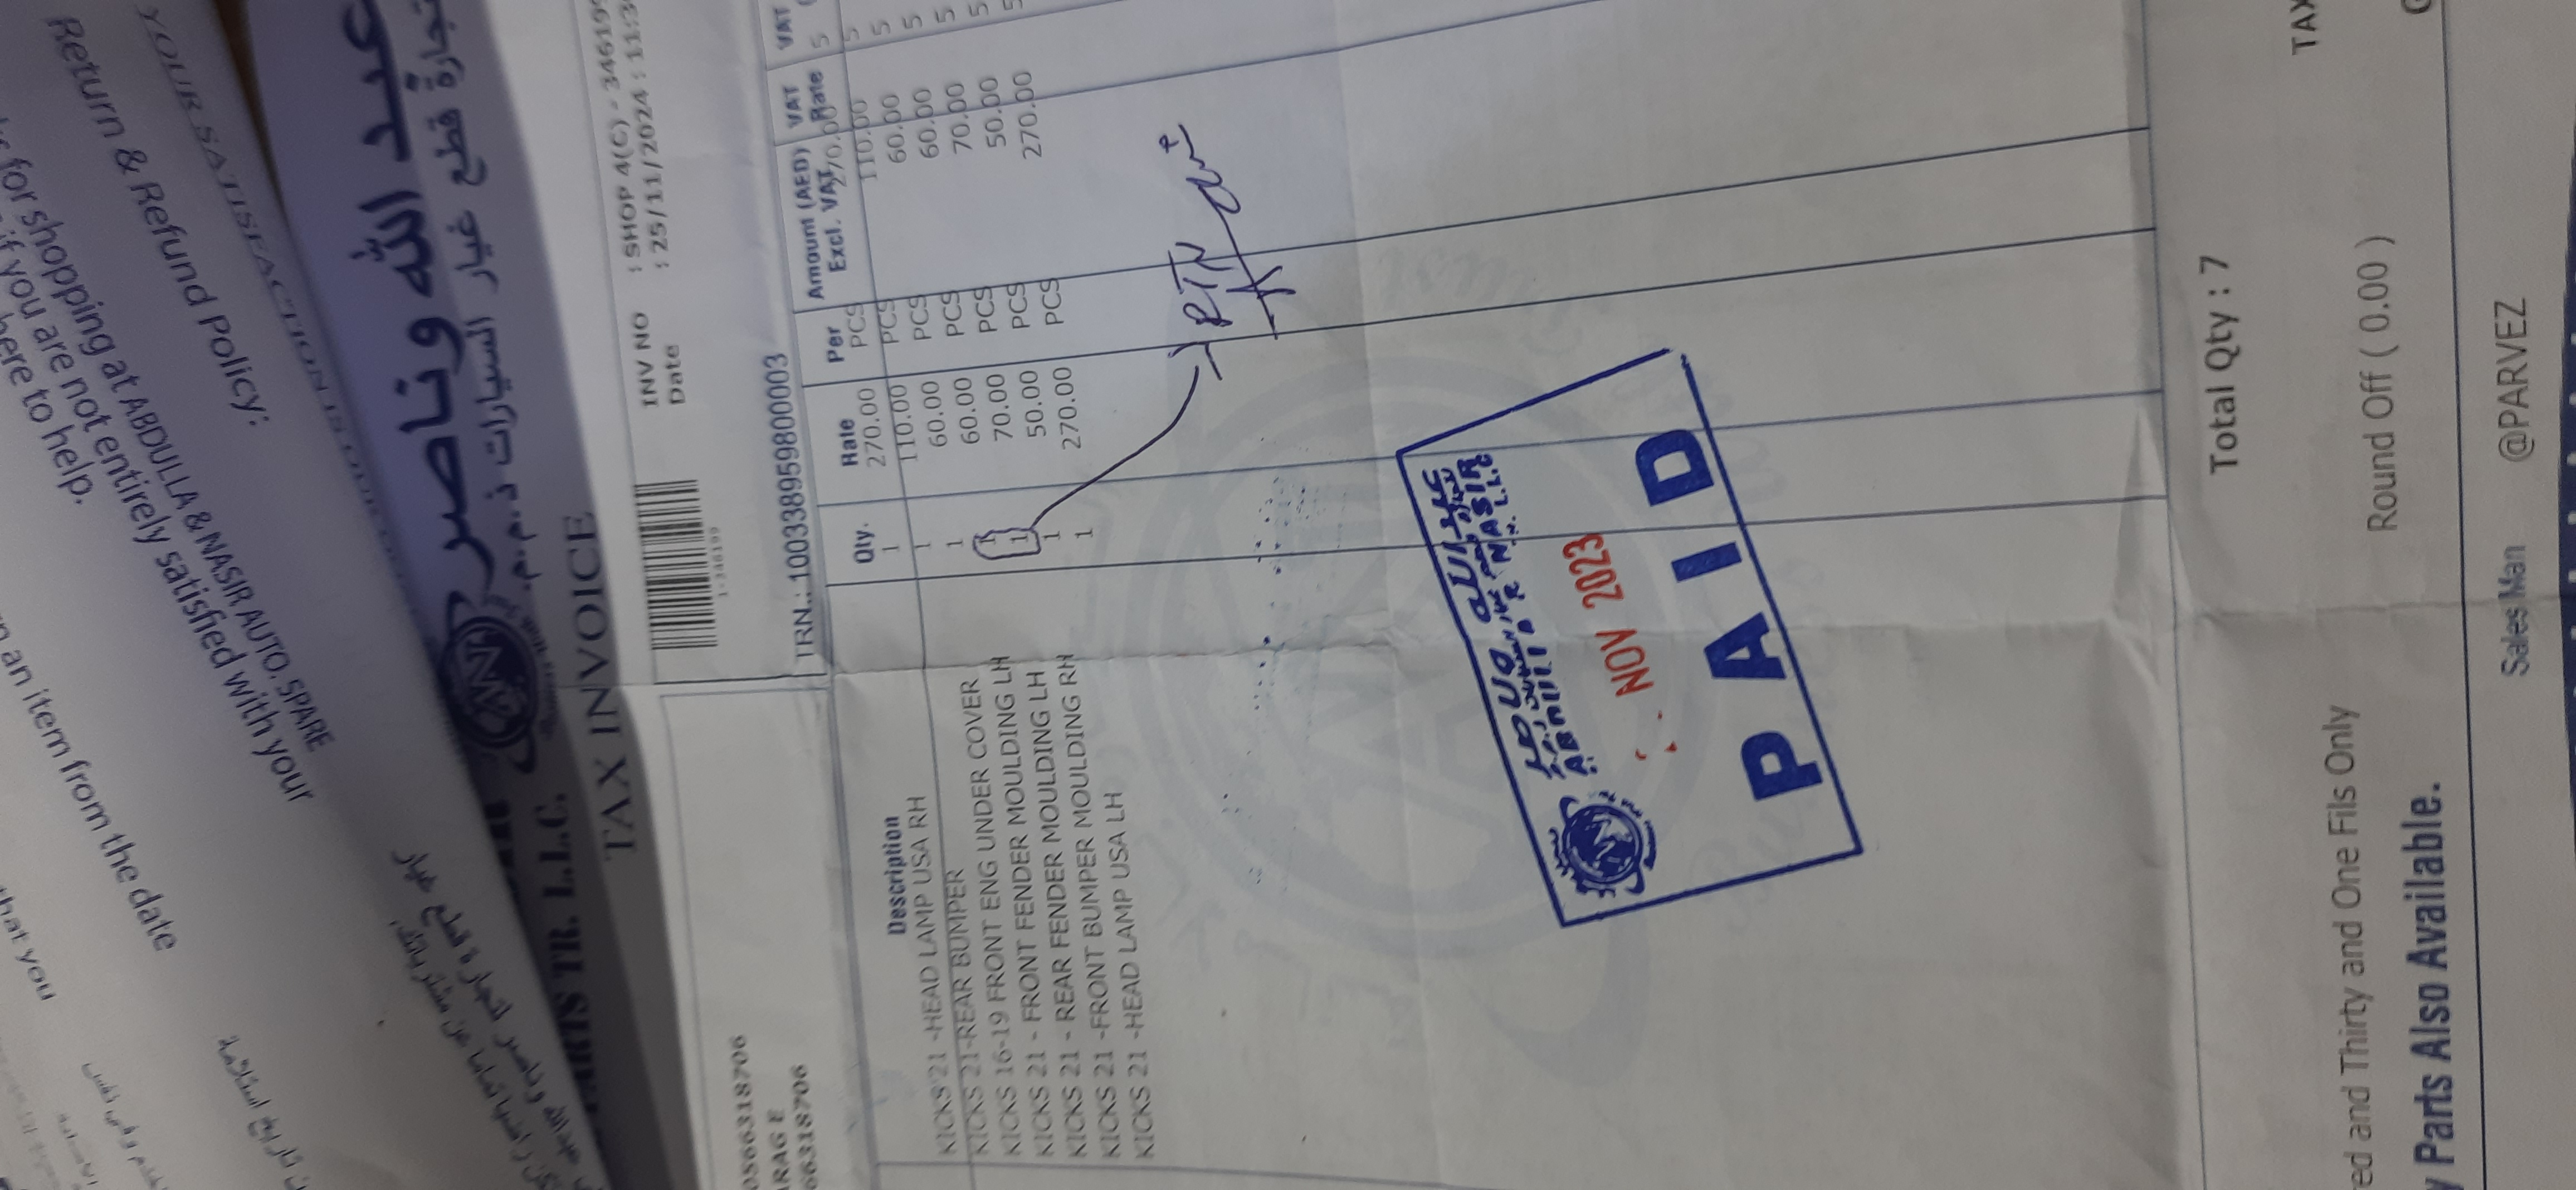 Return & Refund Policy:
for shopping at ABDULLA & NASIR AUTO. SPARE
if you are not entirely satisfied with your
here to help.
an item from the date
that you
عبد الله وناصر
تجارة قطع غيار السيارات ذ.م.م.
TR. L.L.C.
TAX INVOICE
INV NO : SHOP 4(C) - 346199
Date : 25/11/2024 : 11:3
0566318706
RAGE
66318706
TRN.: 100338959800003
Description Qty. Rate Per Amount (AED) Excl. VAT VAT Rate VAT
KICKS 21 -HEAD LAMP USA RH 1 270.00 PCS 270.00 5
KICKS 21-REAR BUMPER 1 110.00 PCS 110.00 5
KICKS 16-19 FRONT ENG UNDER COVER 1 60.00 PCS 60.00 5
KICKS 21 - FRONT FENDER MOULDING LH 1 60.00 PCS 60.00 5
KICKS 21 - REAR FENDER MOULDING LH 1 70.00 PCS 70.00 5
KICKS 21 -FRONT BUMPER MOULDING RH 1 50.00 PCS 50.00 5
KICKS 21 -HEAD LAMP USA LH 1 270.00 PCS 270.00 5
RTN
NOV 2023
PAID
Total Qty : 7
TAX
ed and Thirty and One Fils Only
Round Off ( 0.00 )
Parts Also Available.
Sales Man @PARVEZ